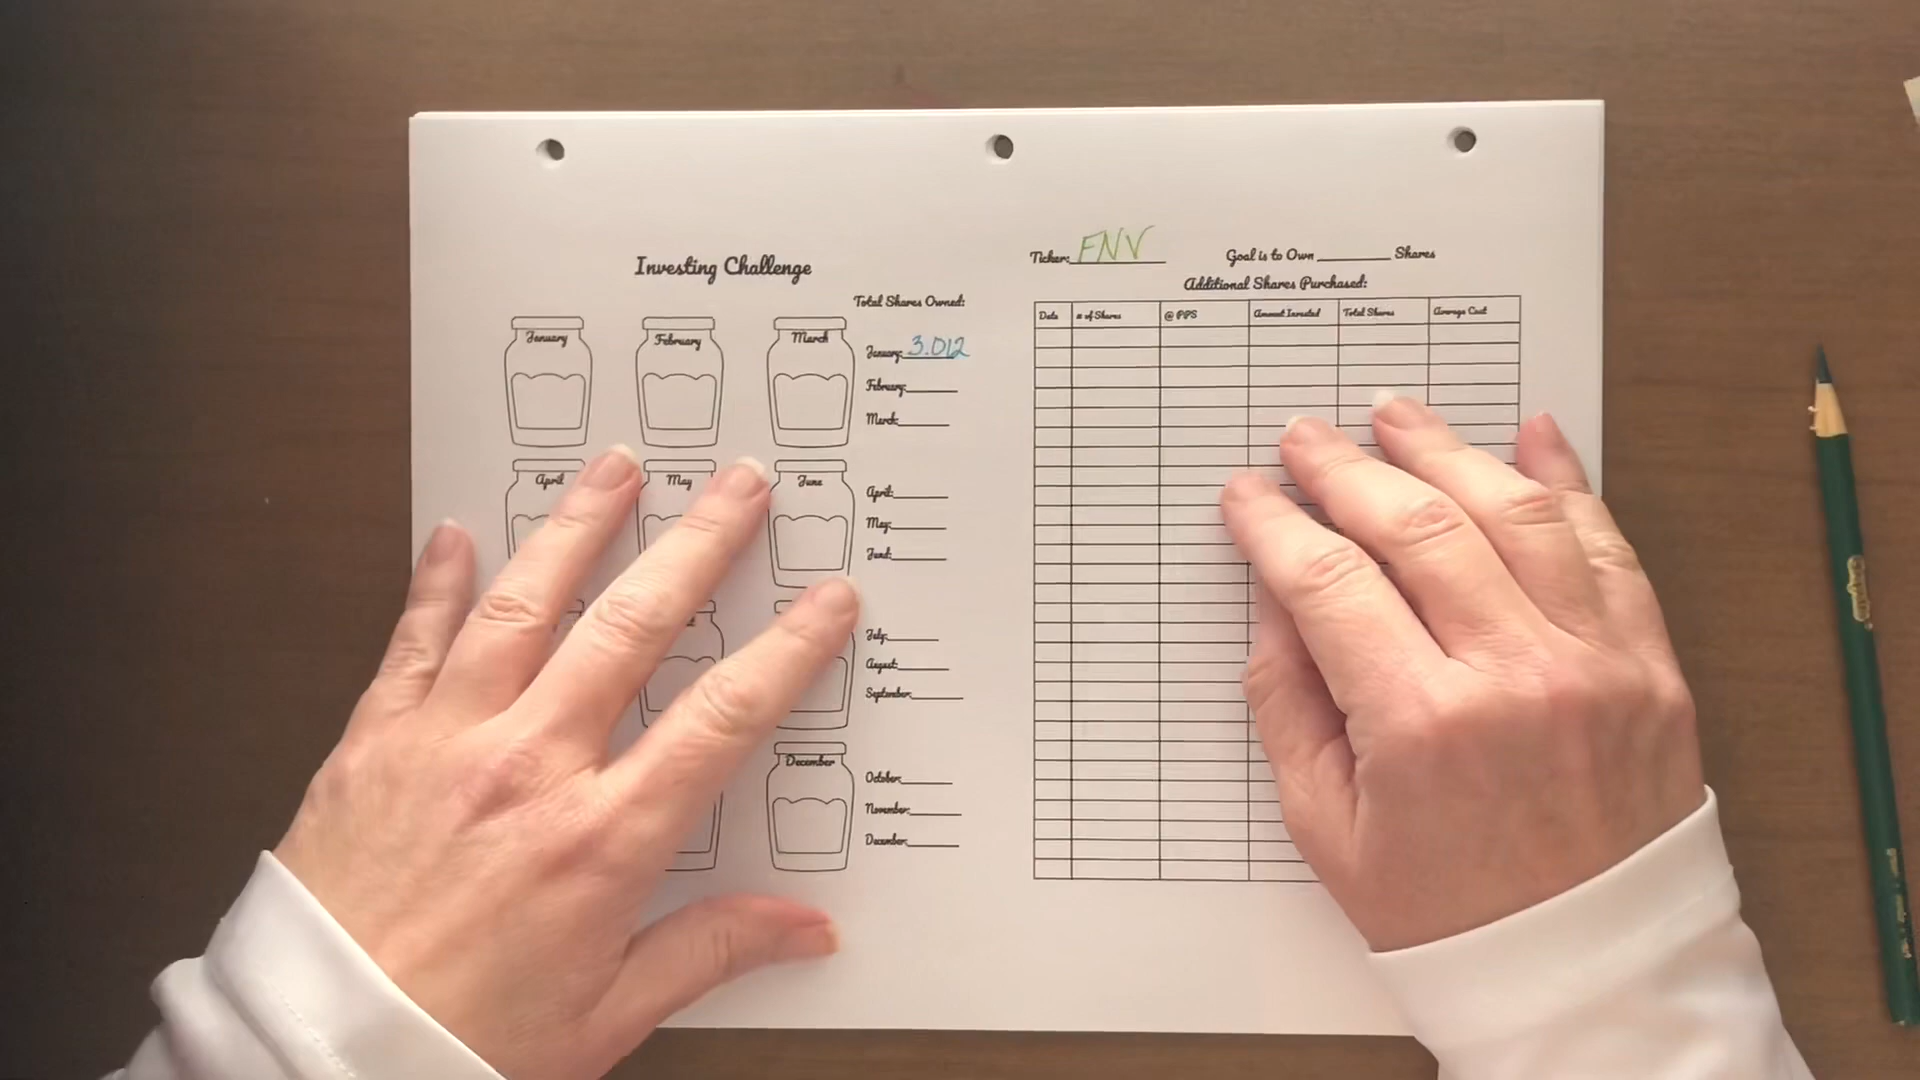 Investing Challenge
Total Shares Owned:
January
February
March
January: 3.012
February:
March:
April
May
June
April:
May:
Jund:
July:
August:
September:
December
October:
November:
December:
Ticker: FNV
Goal is to Own ________ Shares
Additional Shares Purchased:
Date # of Shares @ PPS Amount Invested Total Shares Average Cost